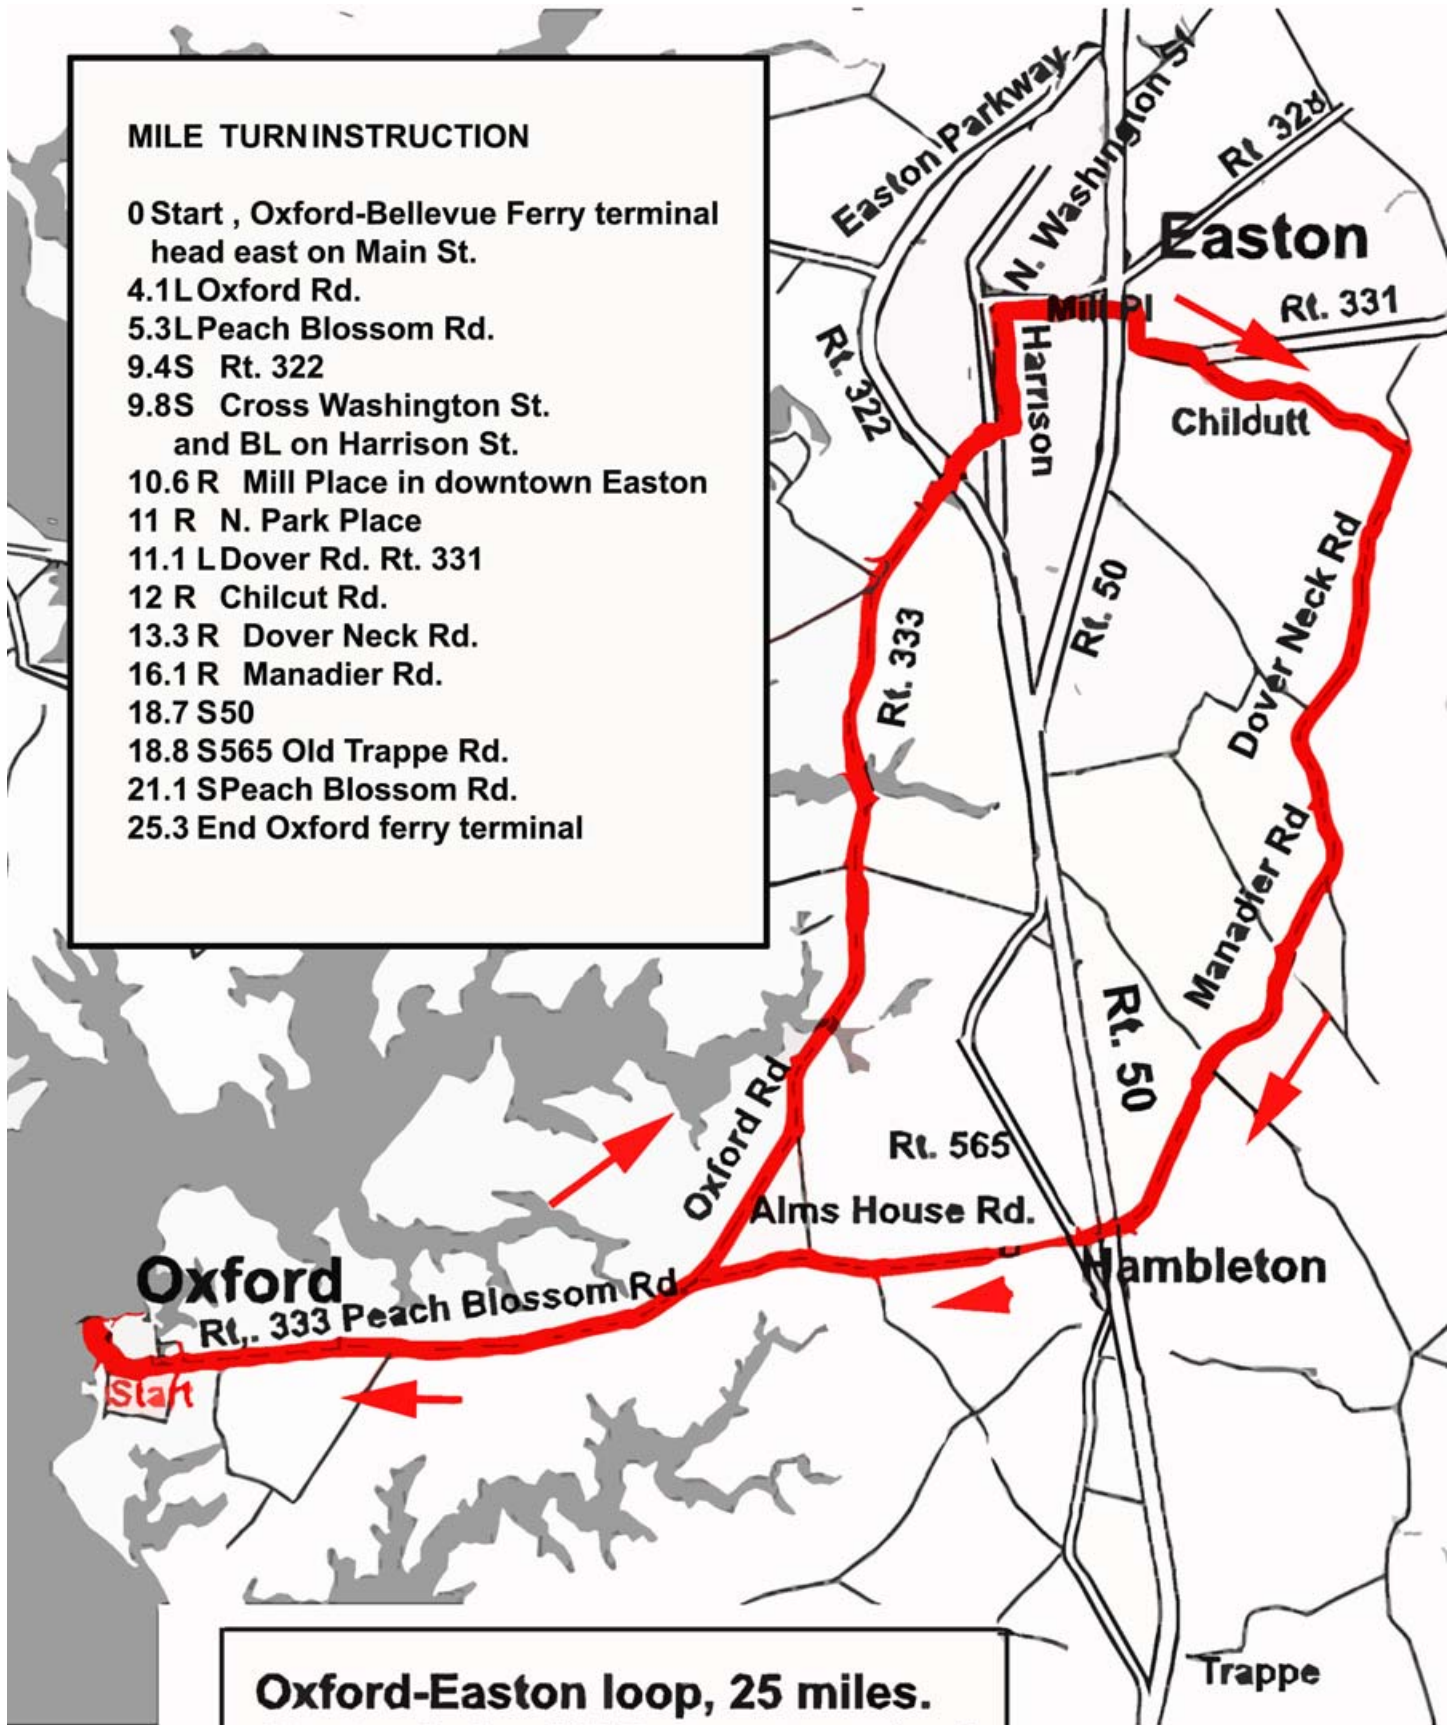 MILE TURN INSTRUCTION
0 Start , Oxford-Bellevue Ferry terminal
head east on Main St.
4.1 L Oxford Rd.
5.3 L Peach Blossom Rd.
9.4 S Rt. 322
9.8 S Cross Washington St.
and BL on Harrison St.
10.6 R Mill Place in downtown Easton
11 R N. Park Place
11.1 L Dover Rd. Rt. 331
12 R Chilcut Rd.
13.3 R Dover Neck Rd.
16.1 R Manadier Rd.
18.7 S 50
18.8 S 565 Old Trappe Rd.
21.1 S Peach Blossom Rd.
25.3 End Oxford ferry terminal
Easton Parkway
N. Washington St
Rt 328
Easton
Mill Pl
Rt. 331
Rt. 322
Harrison
Childutt
Rt. 333
Rt. 50
Dover Neck Rd
Manadier Rd
Rt. 50
Oxford Rd
Rt. 565
Alms House Rd.
Hambleton
Oxford
Rt,. 333 Peach Blossom Rd
Start
Trappe
Oxford-Easton loop, 25 miles.